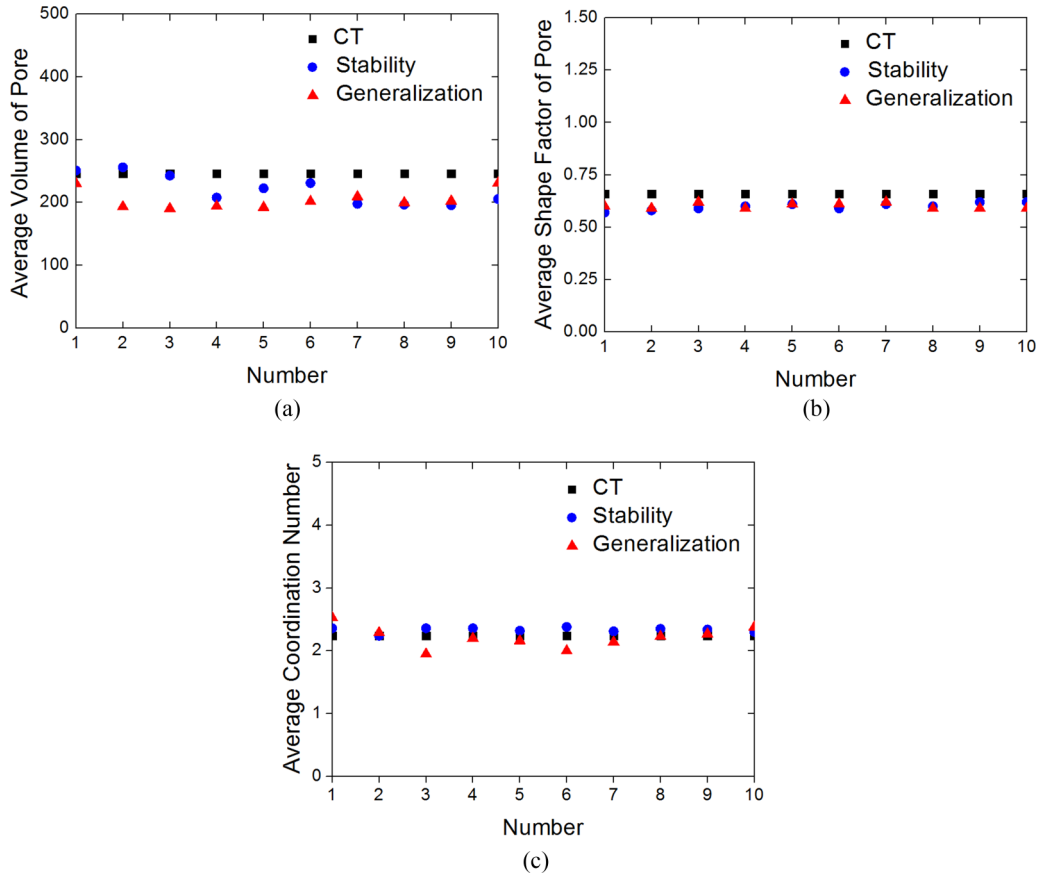 Average Volume of Pore
500
400
300
200
100
0
CT
Stability
Generalization
1 2 3 4 5 6 7 8 9 10
Number
(a)
Average Shape Factor of Pore
1.50
1.25
1.00
0.75
0.50
0.25
0.00
CT
Stability
Generalization
1 2 3 4 5 6 7 8 9 10
Number
(b)
Average Coordination Number
5
4
3
2
1
0
CT
Stability
Generalization
1 2 3 4 5 6 7 8 9 10
Number
(c)